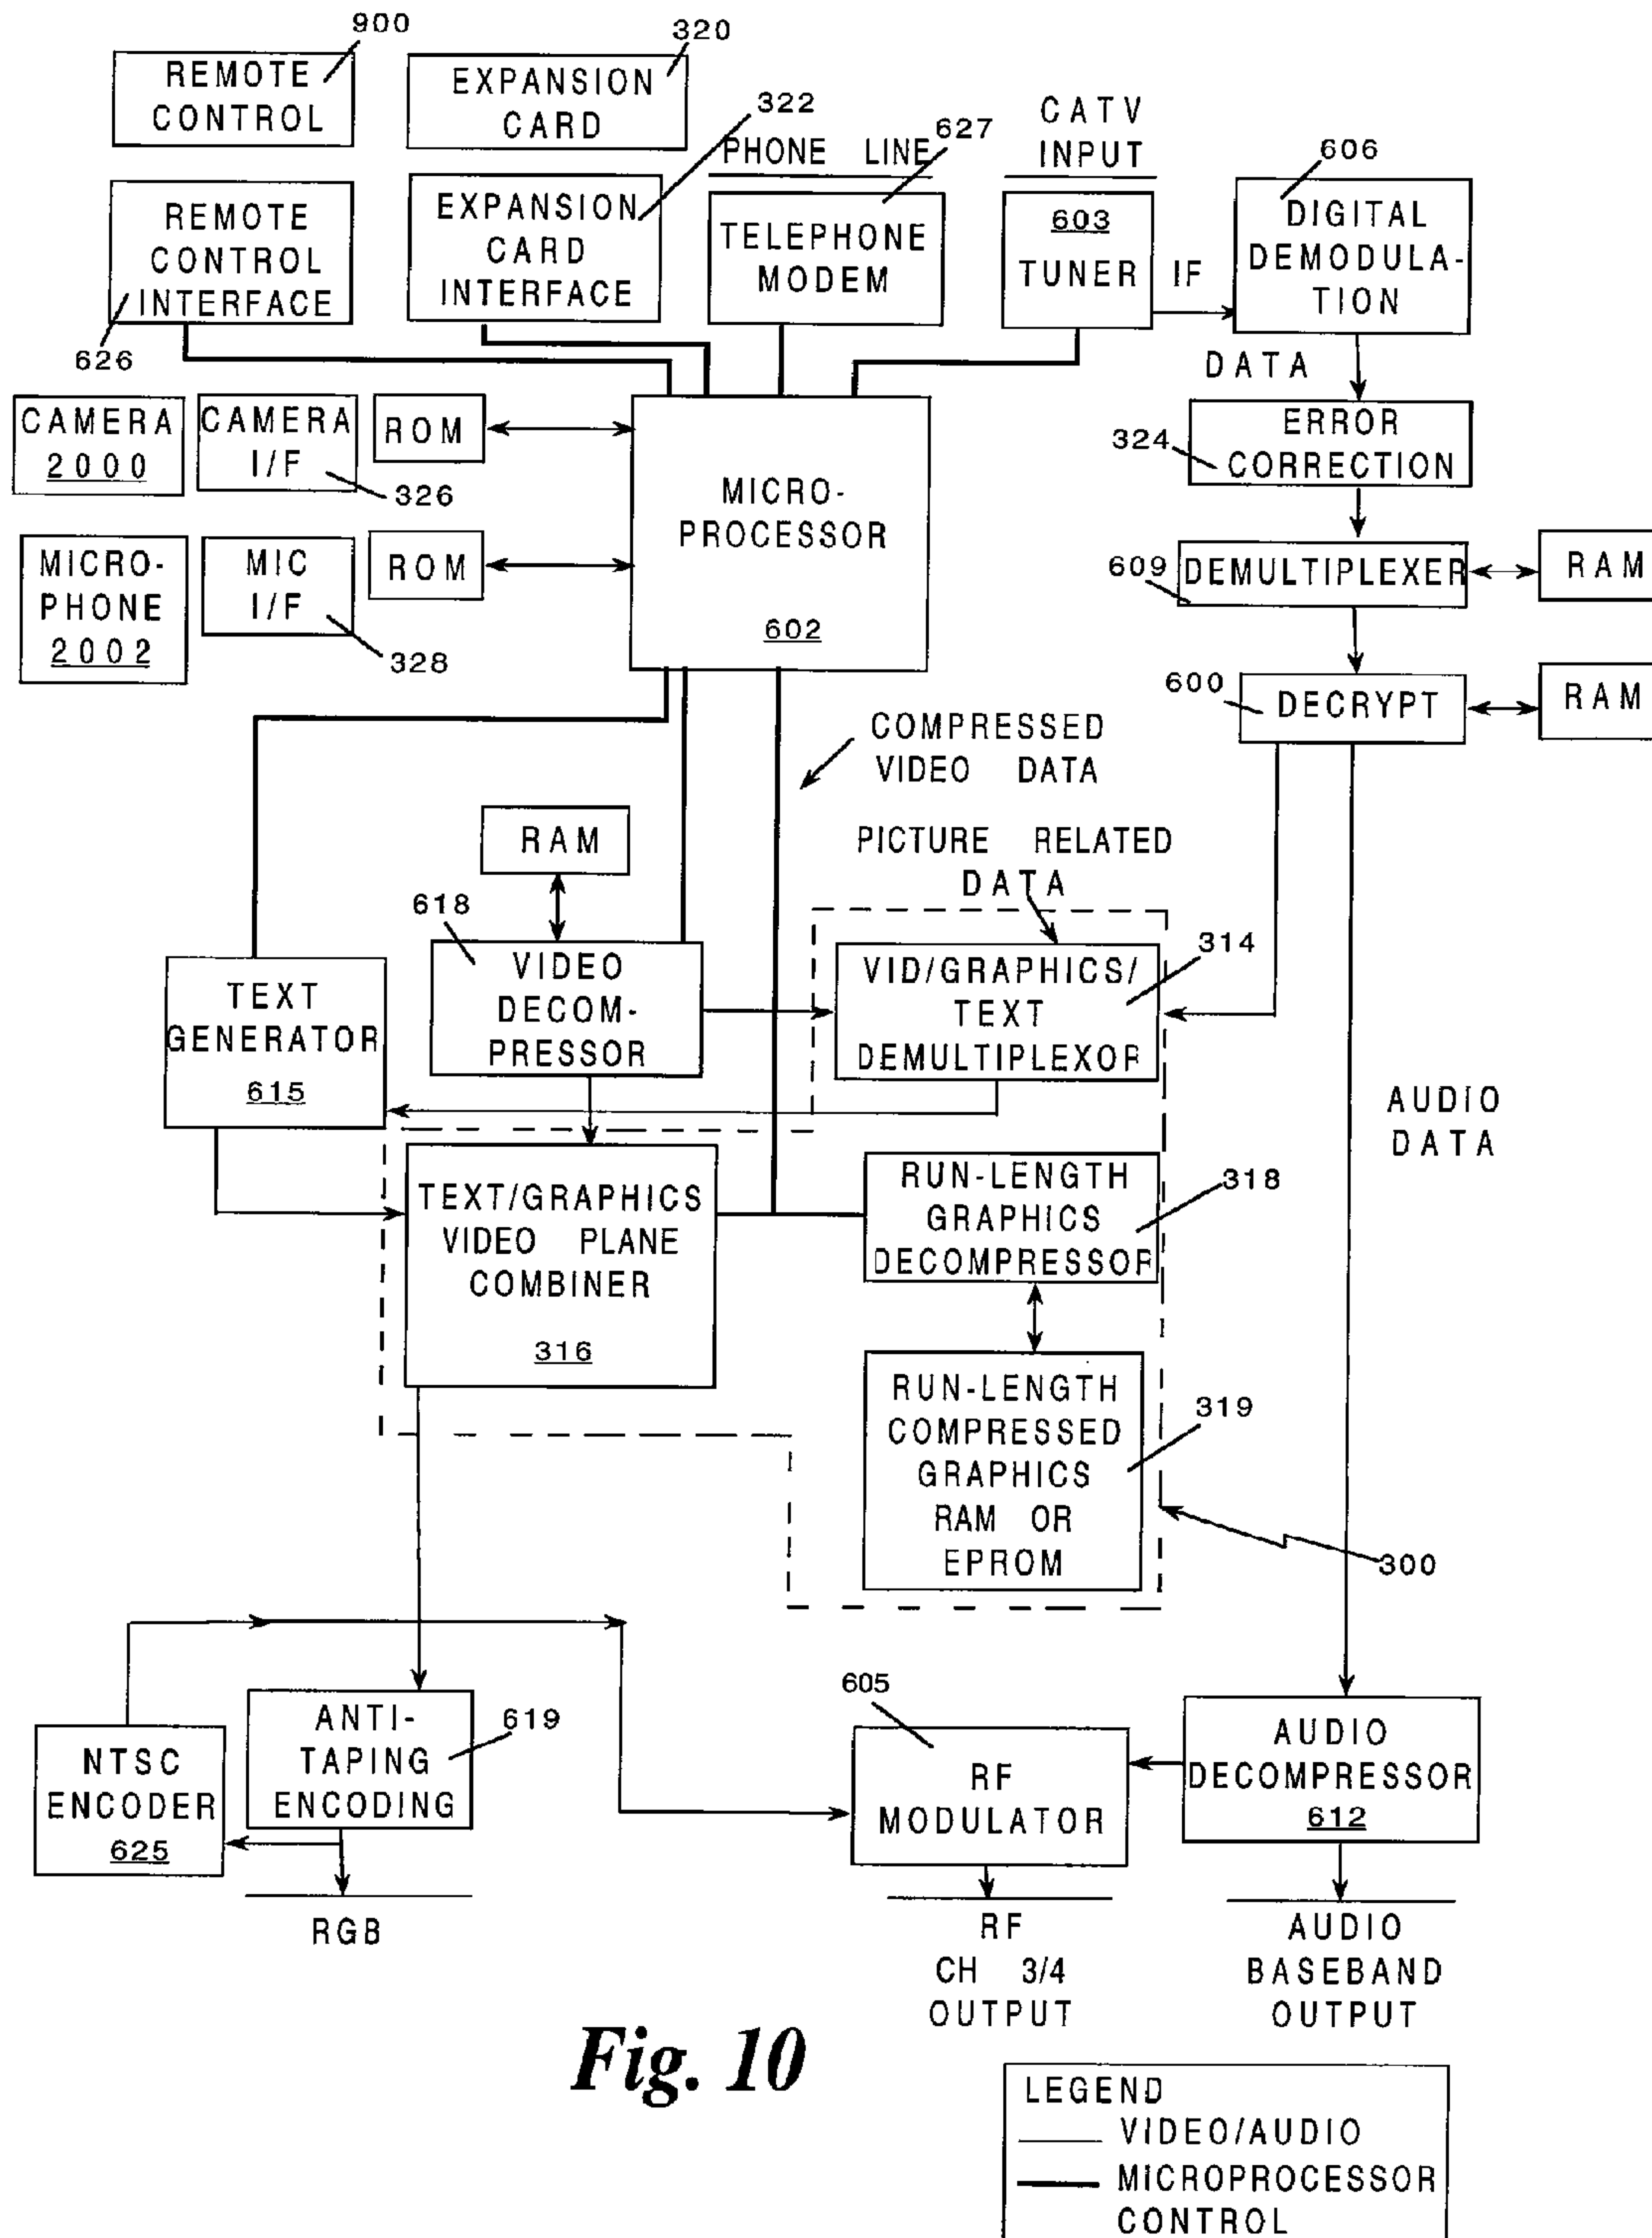 900
REMOTE
CONTROL
320
EXPANSION
CARD
322
PHONE LINE
627
CATV
INPUT
606
REMOTE
CONTROL
INTERFACE
626
EXPANSION
CARD
INTERFACE
TELEPHONE
MODEM
603
TUNER
IF
DIGITAL
DEMODULA-
TION
DATA
CAMERA
2000
CAMERA
I/F
326
ROM
MICRO-
PROCESSOR
602
ERROR
CORRECTION
324
MICRO-
PHONE
2002
MIC
I/F
328
ROM
609
DEMULTIPLEXER
RAM
600
DECRYPT
RAM
COMPRESSED
VIDEO DATA
PICTURE RELATED
DATA
RAM
618
VIDEO
DECOM-
PRESSOR
314
VID/GRAPHICS/
TEXT
DEMULTIPLEXOR
TEXT
GENERATOR
615
AUDIO
DATA
TEXT/GRAPHICS
VIDEO PLANE
COMBINER
316
RUN-LENGTH
GRAPHICS
DECOMPRESSOR
318
RUN-LENGTH
COMPRESSED
GRAPHICS
RAM OR
EPROM
319
300
NTSC
ENCODER
625
ANTI-
TAPING
ENCODING
619
605
RF
MODULATOR
AUDIO
DECOMPRESSOR
612
RGB
RF
CH 3/4
OUTPUT
AUDIO
BASEBAND
OUTPUT
Fig. 10
LEGEND
VIDEO/AUDIO
MICROPROCESSOR
CONTROL